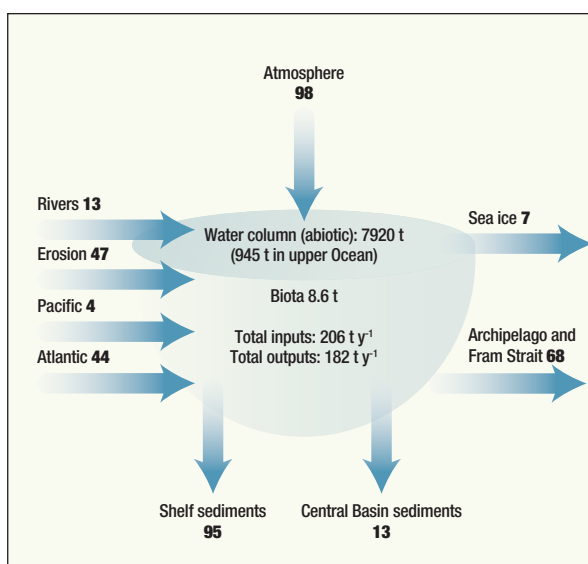 Atmosphere
98
Rivers 13
Erosion 47
Pacific 4
Atlantic 44
Water column (abiotic): 7920 t
(945 t in upper Ocean)
Biota 8.6 t
Total inputs: 206 t y⁻¹
Total outputs: 182 t y⁻¹
Sea ice 7
Archipelago and
Fram Strait 68
Shelf sediments
95
Central Basin sediments
13